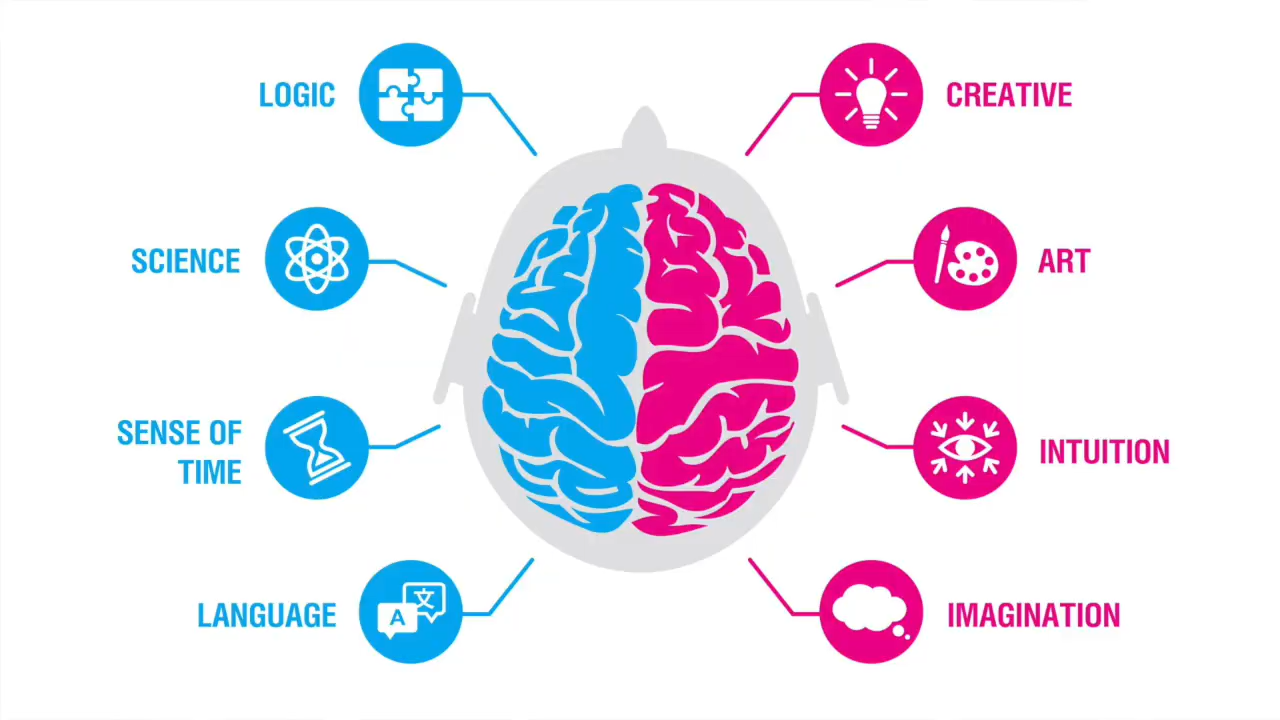 LOGIC
CREATIVE
SCIENCE
ART
SENSE OF
TIME
INTUITION
LANGUAGE
A
文
IMAGINATION